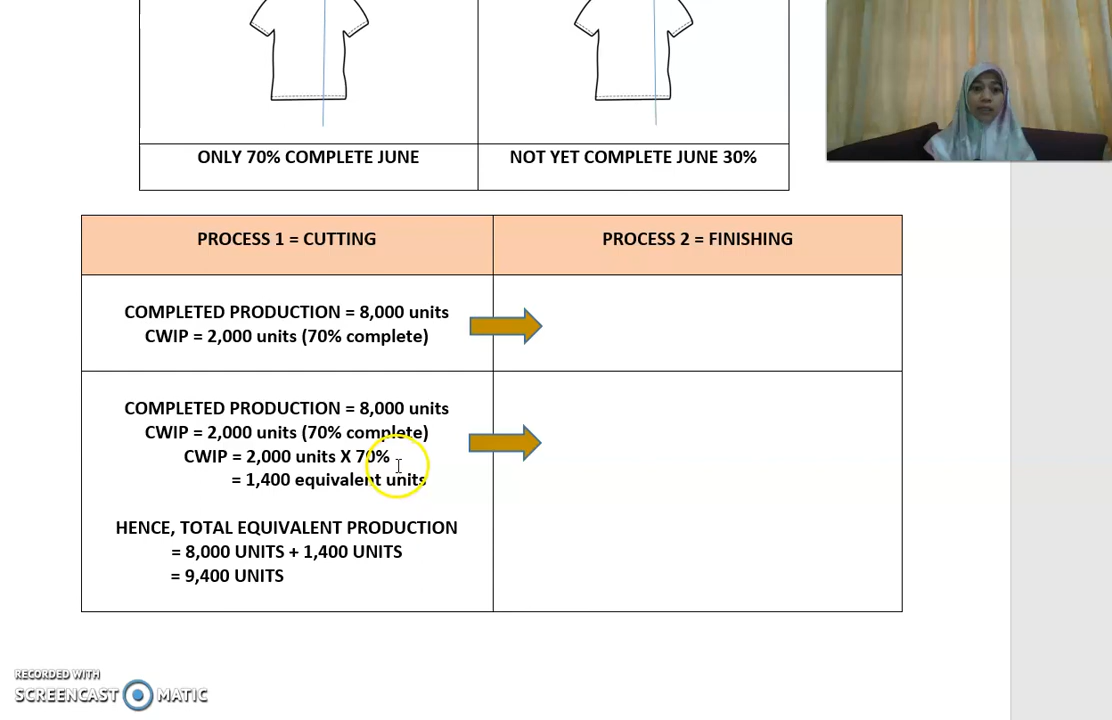 ONLY 70% COMPLETE JUNE
NOT YET COMPLETE JUNE 30%
PROCESS 1 = CUTTING
PROCESS 2 = FINISHING
COMPLETED PRODUCTION = 8,000 units
CWIP = 2,000 units (70% complete)
COMPLETED PRODUCTION = 8,000 units
CWIP = 2,000 units (70% complete)
CWIP = 2,000 units X 70%
= 1,400 equivalent units
HENCE, TOTAL EQUIVALENT PRODUCTION
= 8,000 UNITS + 1,400 UNITS
= 9,400 UNITS
RECORDED WITH
SCREENCAST MATIC